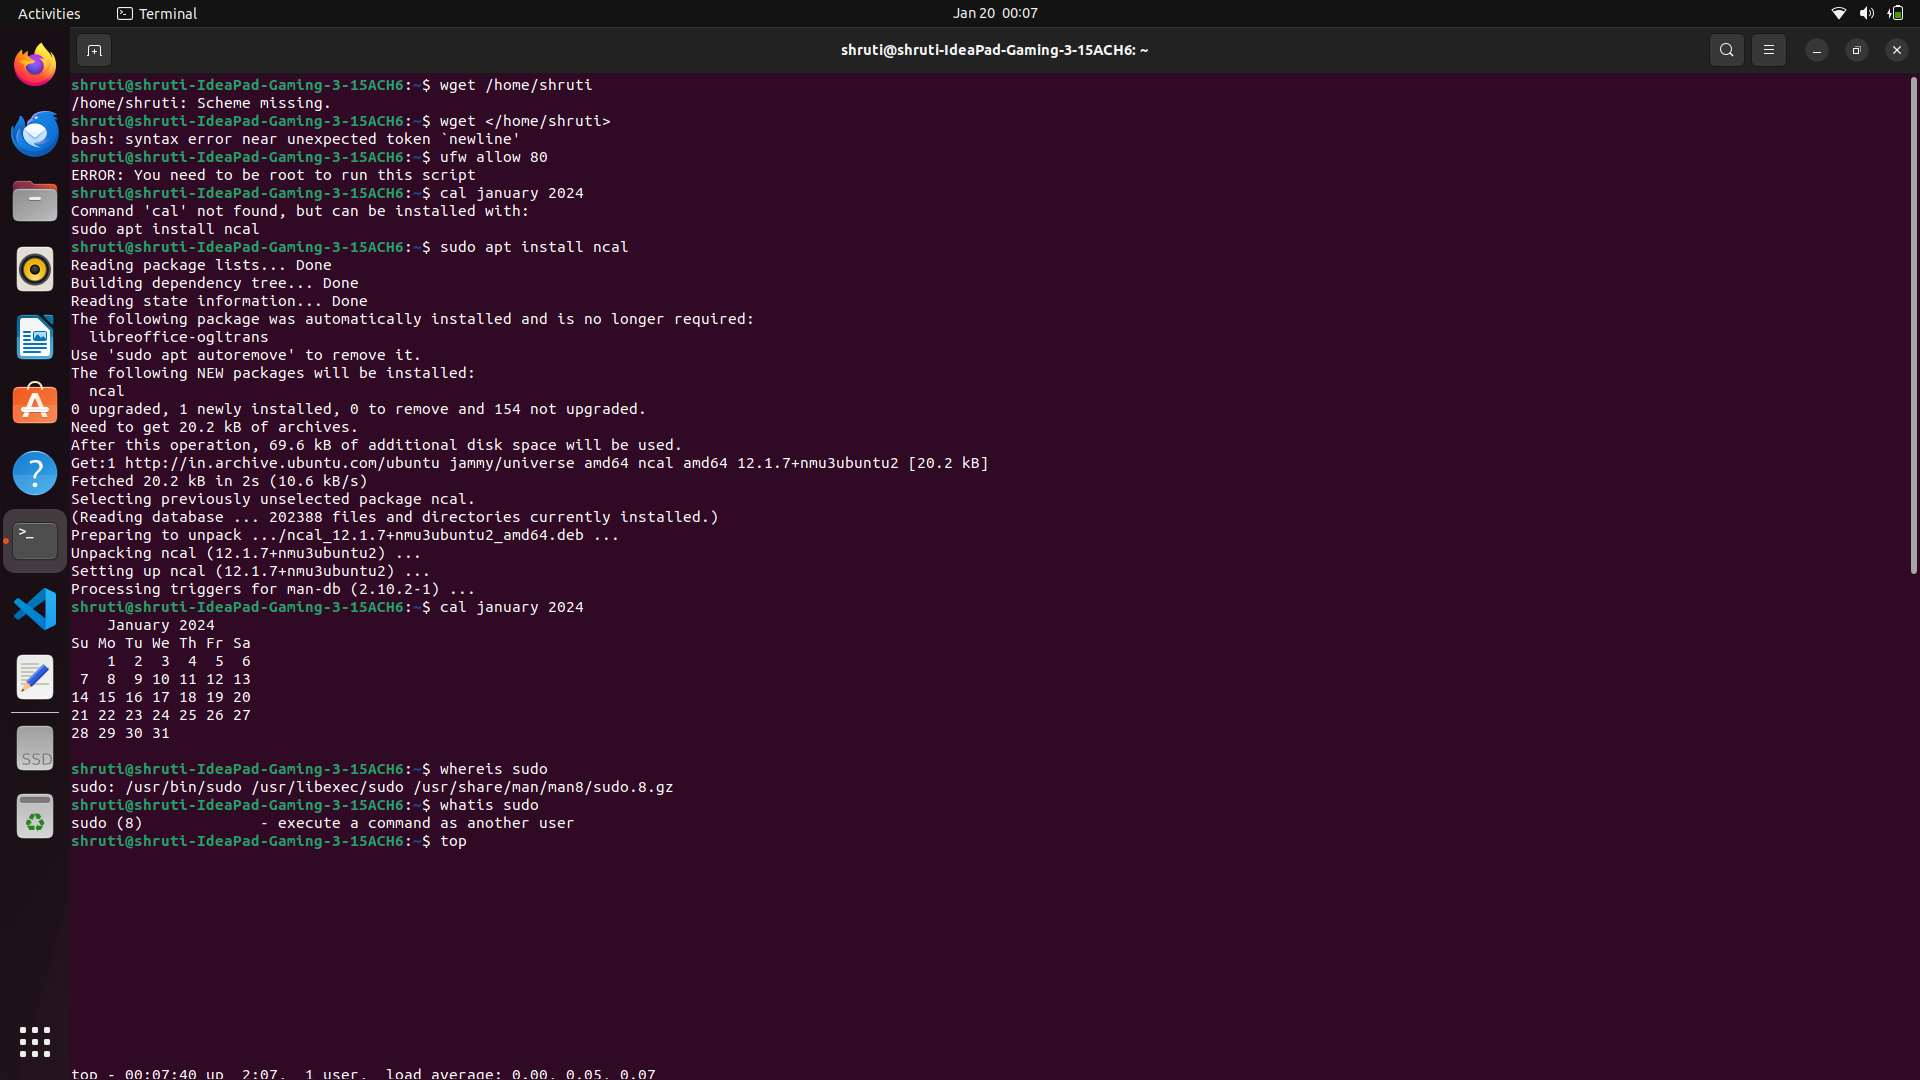 Activities
Terminal
Jan 20 00:07
shruti@shruti-IdeaPad-Gaming-3-15ACH6: ~
shruti@shruti-IdeaPad-Gaming-3-15ACH6:~$ wget /home/shruti
/home/shruti: Scheme missing.
shruti@shruti-IdeaPad-Gaming-3-15ACH6:~$ wget </home/shruti>
bash: syntax error near unexpected token `newline'
shruti@shruti-IdeaPad-Gaming-3-15ACH6:~$ ufw allow 80
ERROR: You need to be root to run this script
shruti@shruti-IdeaPad-Gaming-3-15ACH6:~$ cal january 2024
Command 'cal' not found, but can be installed with:
sudo apt install ncal
shruti@shruti-IdeaPad-Gaming-3-15ACH6:~$ sudo apt install ncal
Reading package lists... Done
Building dependency tree... Done
Reading state information... Done
The following package was automatically installed and is no longer required:
  libreoffice-ogltrans
Use 'sudo apt autoremove' to remove it.
The following NEW packages will be installed:
  ncal
0 upgraded, 1 newly installed, 0 to remove and 154 not upgraded.
Need to get 20.2 kB of archives.
After this operation, 69.6 kB of additional disk space will be used.
Get:1 http://in.archive.ubuntu.com/ubuntu jammy/universe amd64 ncal amd64 12.1.7+nmu3ubuntu2 [20.2 kB]
Fetched 20.2 kB in 2s (10.6 kB/s)
Selecting previously unselected package ncal.
(Reading database ... 202388 files and directories currently installed.)
Preparing to unpack .../ncal_12.1.7+nmu3ubuntu2_amd64.deb ...
Unpacking ncal (12.1.7+nmu3ubuntu2) ...
Setting up ncal (12.1.7+nmu3ubuntu2) ...
Processing triggers for man-db (2.10.2-1) ...
shruti@shruti-IdeaPad-Gaming-3-15ACH6:~$ cal january 2024
    January 2024
Su Mo Tu We Th Fr Sa
    1  2  3  4  5  6
 7  8  9 10 11 12 13
14 15 16 17 18 19 20
21 22 23 24 25 26 27
28 29 30 31
shruti@shruti-IdeaPad-Gaming-3-15ACH6:~$ whereis sudo
sudo: /usr/bin/sudo /usr/libexec/sudo /usr/share/man/man8/sudo.8.gz
shruti@shruti-IdeaPad-Gaming-3-15ACH6:~$ whatis sudo
sudo (8)             - execute a command as another user
shruti@shruti-IdeaPad-Gaming-3-15ACH6:~$ top
top - 00:07:40 up  2:07,  1 user,  load average: 0.00, 0.05, 0.07
SSD